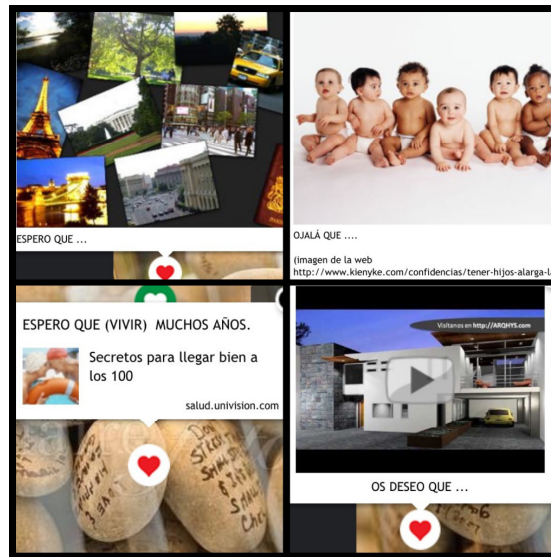 ESPERO QUE ...
OJALÁ QUE ....
(imagen de la web
http://www.kienyke.com/confidencias/tener-hijos-alarga-l
ESPERO QUE (VIVIR) MUCHOS AÑOS.
Secretos para llegar bien a
los 100
salud.univision.com
Visítanos en http://ARQHYS.com
OS DESEO QUE ...